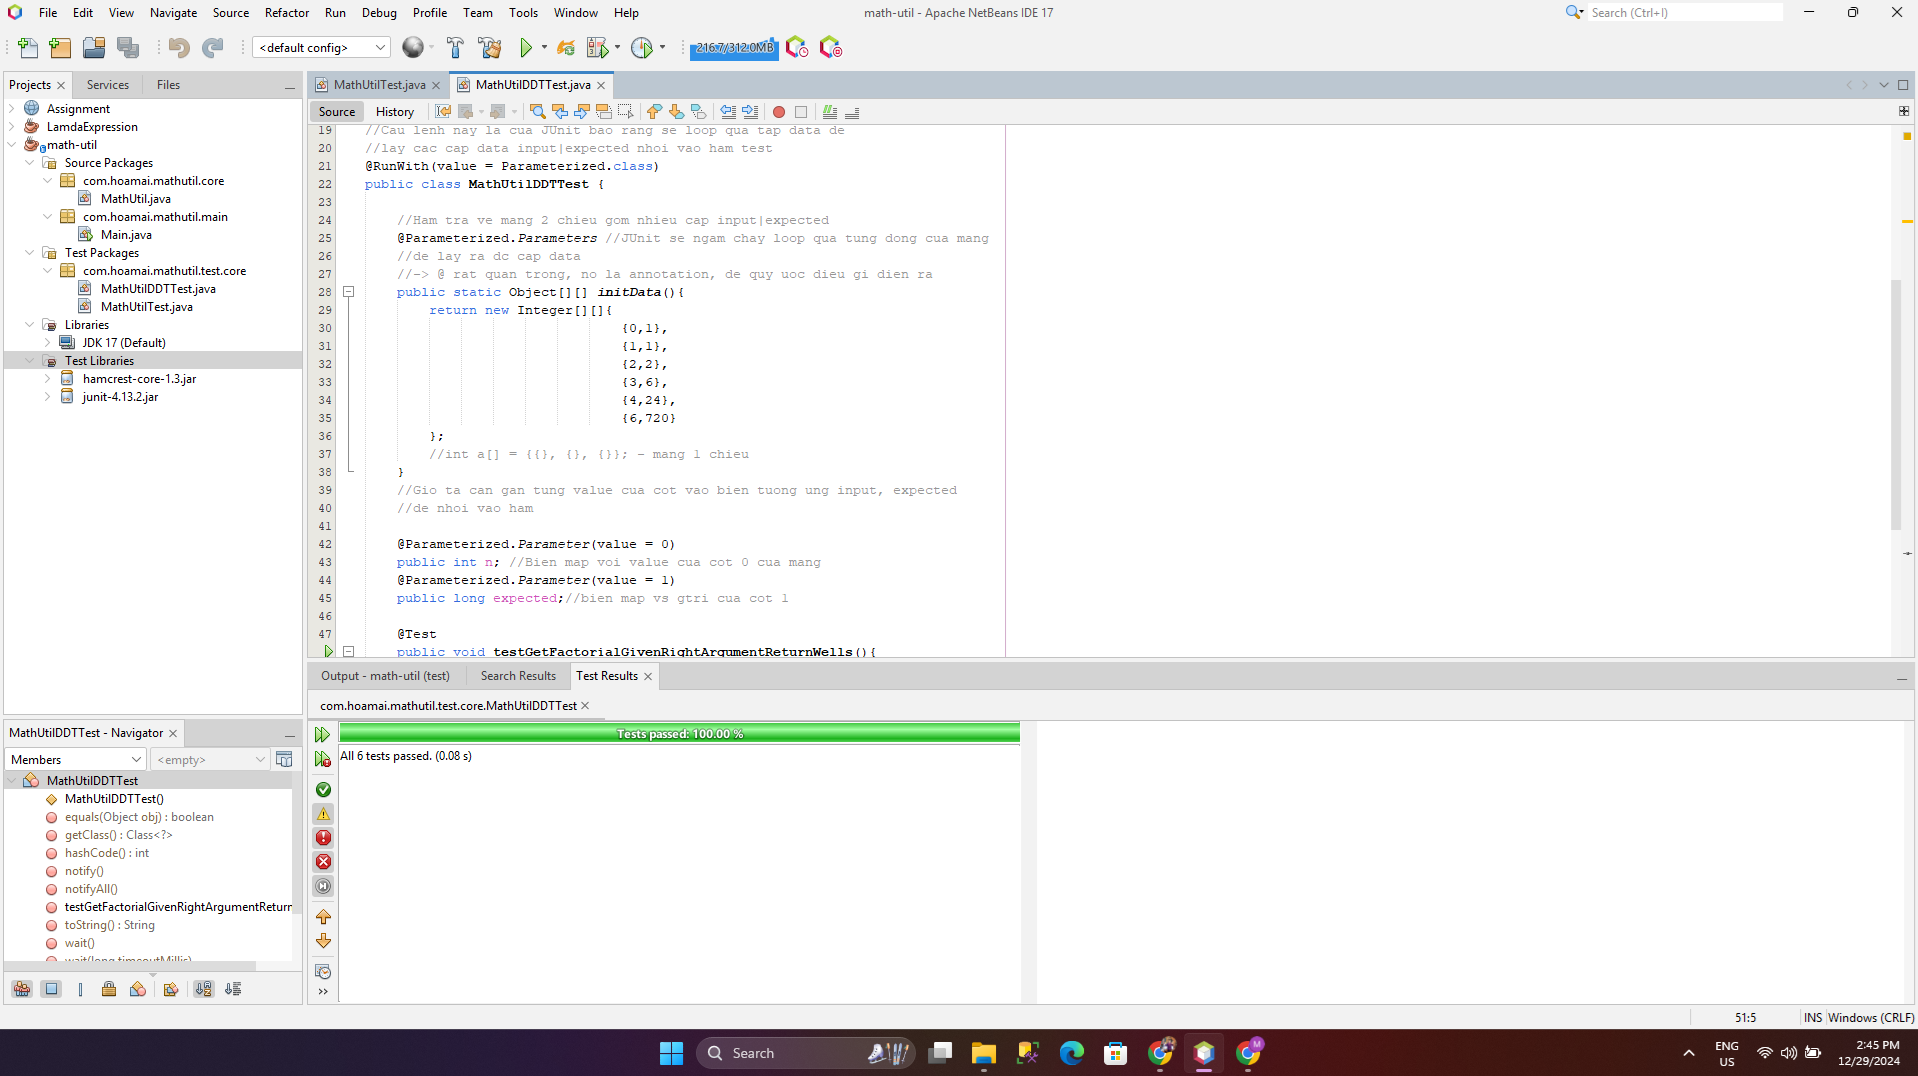 File Edit View Navigate Source Refactor Run Debug Profile Team Tools Window Help
math-util - Apache NetBeans IDE 17
Search (Ctrl+I)
<default config>
216.7/312.0MB
Projects
Services
Files
Assignment
LamdaExpression
math-util
Source Packages
com.hoamai.mathutil.core
MathUtil.java
com.hoamai.mathutil.main
Main.java
Test Packages
com.hoamai.mathutil.test.core
MathUtilDDTTest.java
MathUtilTest.java
Libraries
JDK 17 (Default)
Test Libraries
hamcrest-core-1.3.jar
junit-4.13.2.jar
MathUtilTest.java
MathUtilDDTTest.java
Source
History
19 //Cau lenh nay la cua JUnit bao rang se loop qua tap data de
20 //lay cac cap data input|expected nhoi vao ham test
21 @RunWith(value = Parameterized.class)
22 public class MathUtilDDTTest {
23
24 //Ham tra ve mang 2 chieu gom nhieu cap input|expected
25 @Parameterized.Parameters //JUnit se ngam chay loop qua tung dong cua mang
26 //de lay ra dc cap data
27 //-> @ rat quan trong, no la annotation, de quy uoc dieu gi dien ra
28 public static Object[][] initData(){
29 return new Integer[][]{
30 {0,1},
31 {1,1},
32 {2,2},
33 {3,6},
34 {4,24},
35 {6,720}
36 };
37 //int a[] = {{}, {}, {}}; - mang 1 chieu
38 }
39 //Gio ta can gan tung value cua cot vao bien tuong ung input, expected
40 //de nhoi vao ham
41
42 @Parameterized.Parameter(value = 0)
43 public int n; //Bien map voi value cua cot 0 cua mang
44 @Parameterized.Parameter(value = 1)
45 public long expected;//bien map vs gtri cua cot 1
46
47 @Test
public void testGetFactorialGivenRightArgumentReturnWells(){
Output - math-util (test)
Search Results
Test Results
com.hoamai.mathutil.test.core.MathUtilDDTTest
Tests passed: 100.00 %
All 6 tests passed. (0.08 s)
MathUtilDDTTest - Navigator
Members
<empty>
MathUtilDDTTest
MathUtilDDTTest()
equals(Object obj) : boolean
getClass() : Class<?>
hashCode() : int
notify()
notifyAll()
testGetFactorialGivenRightArgumentReturn
toString() : String
wait()
wait(long timeoutMillis)
51:5
INS
Windows (CRLF)
Search
ENG
US
2:45 PM
12/29/2024